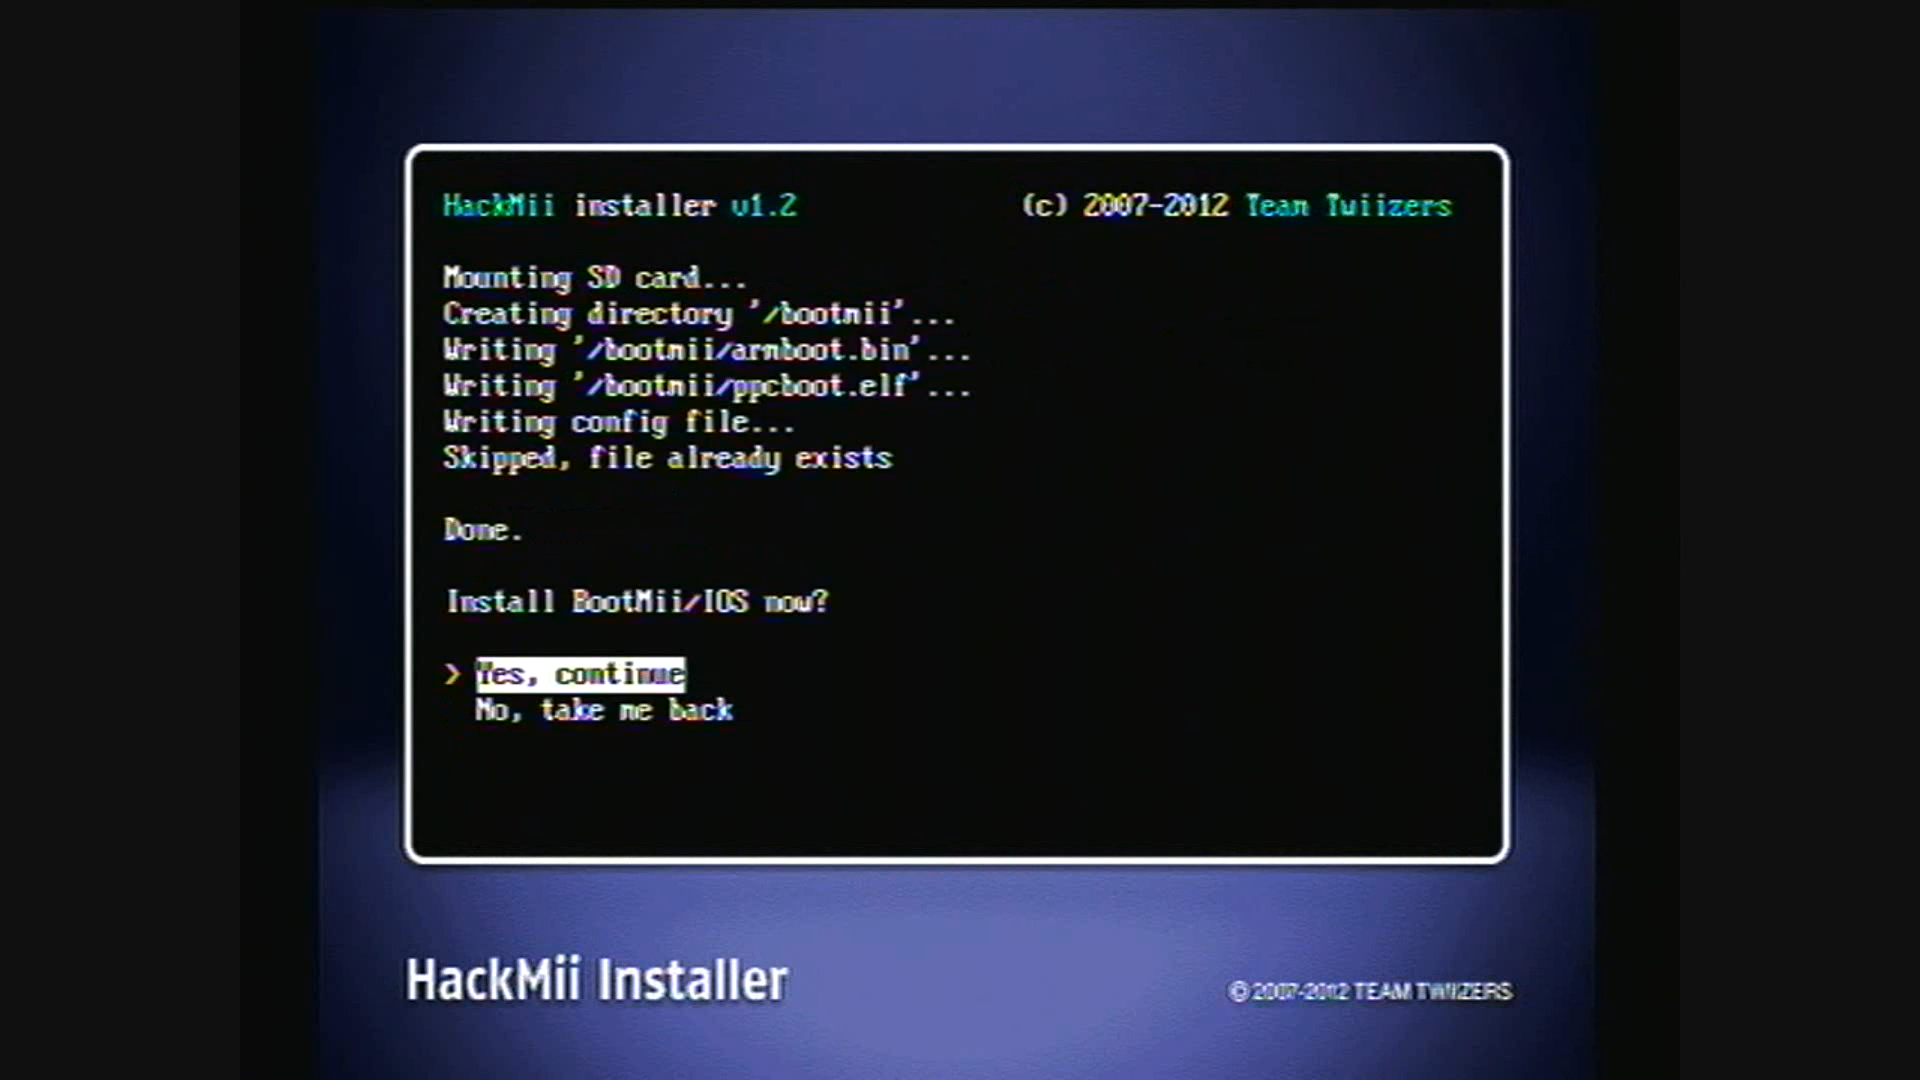 HackMii installer v1.2 (c) 2007-2012 Team Twiizers
Mounting SD card...
Creating directory '/bootmii'...
Writing '/bootmii/armboot.bin'...
Writing '/bootmii/ppcboot.elf'...
Writing config file...
Skipped, file already exists
Done.
Install BootMii/IOS now?
> Yes, continue
No, take me back
HackMii Installer ©2007-2012 TEAM TWIIZERS